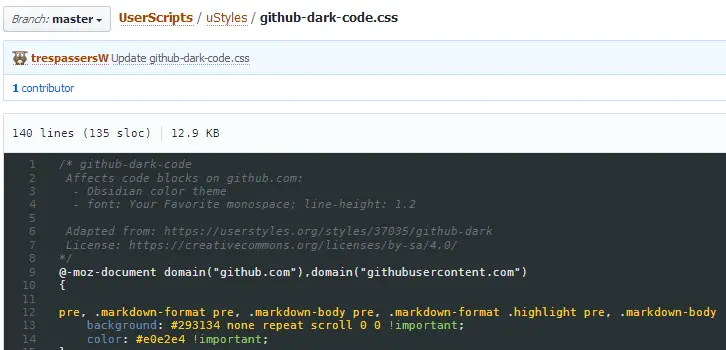 Branch: master
UserScripts / uStyles / github-dark-code.css
trespassersW Update github-dark-code.css
1 contributor
140 lines (135 sloc) 12.9 KB
1 /* github-dark-code
2 Affects code blocks on github.com:
3 - Obsidian color theme
4 - font: Your Favorite monospace; line-height: 1.2
5
6 Adapted from: https://userstyles.org/styles/37035/github-dark
7 License: https://creativecommons.org/licenses/by-sa/4.0/
8 */
9 @-moz-document domain("github.com"),domain("githubusercontent.com")
10 {
11
12 pre, .markdown-format pre, .markdown-body pre, .markdown-format .highlight pre, .markdown-body
13 background: #293134 none repeat scroll 0 0 !important;
14 color: #e0e2e4 !important;